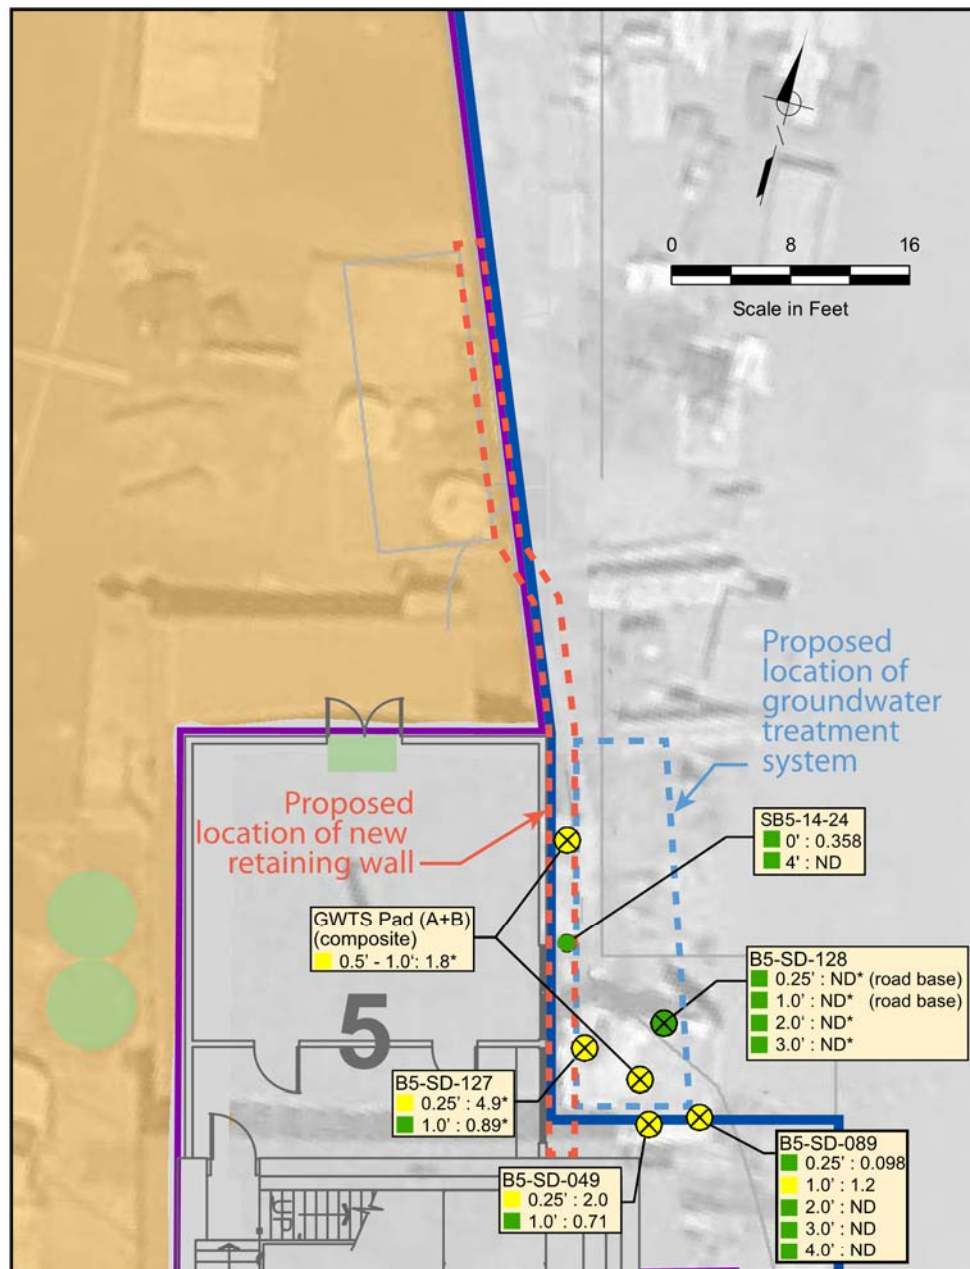 0 8 16
Scale in Feet
Proposed
location of
groundwater
treatment
system
Proposed
location of new
retaining wall
SB5-14-24
0' : 0.358
4' : ND
GWTS Pad (A+B)
(composite)
0.5' - 1.0': 1.8*
B5-SD-128
0.25' : ND* (road base)
1.0' : ND* (road base)
2.0' : ND*
3.0' : ND*
5
B5-SD-127
0.25' : 4.9*
1.0' : 0.89*
B5-SD-089
0.25' : 0.098
1.0' : 1.2
2.0' : ND
3.0' : ND
4.0' : ND
B5-SD-049
0.25' : 2.0
1.0' : 0.71